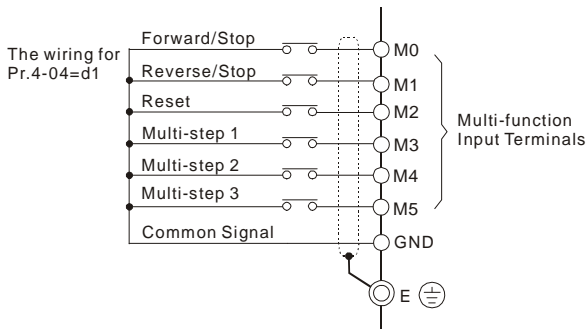 The wiring for
Pr.4-04=d1
Forward/Stop
M0
Reverse/Stop
M1
Reset
M2
Multi-step 1
M3
Multi-step 2
M4
Multi-step 3
M5
Common Signal
GND
E
Multi-function
Input Terminals